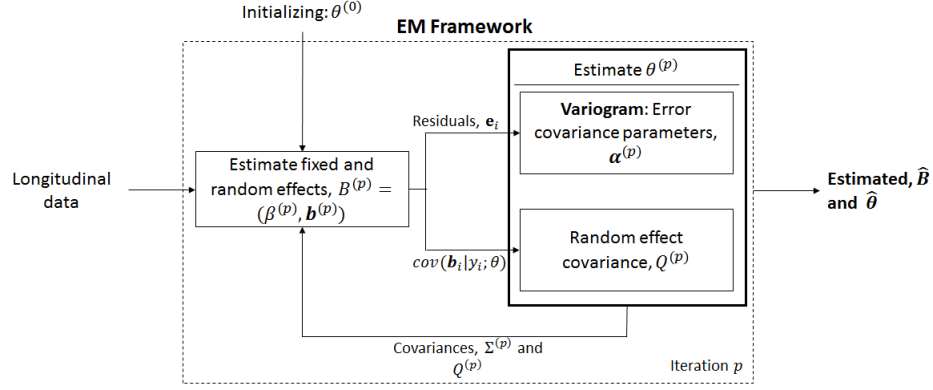 Initializing: θ^(0)
EM Framework
Estimate θ^(p)
Variogram: Error
covariance parameters,
α^(p)
Residuals, e_i
Longitudinal
data
Estimate fixed and
random effects, B^(p) =
(β^(p), b^(p))
Estimated, B̂
and θ̂
Random effect
covariance, Q^(p)
cov(b_i|y_i; θ)
Covariances, Σ^(p) and
Q^(p)
Iteration p